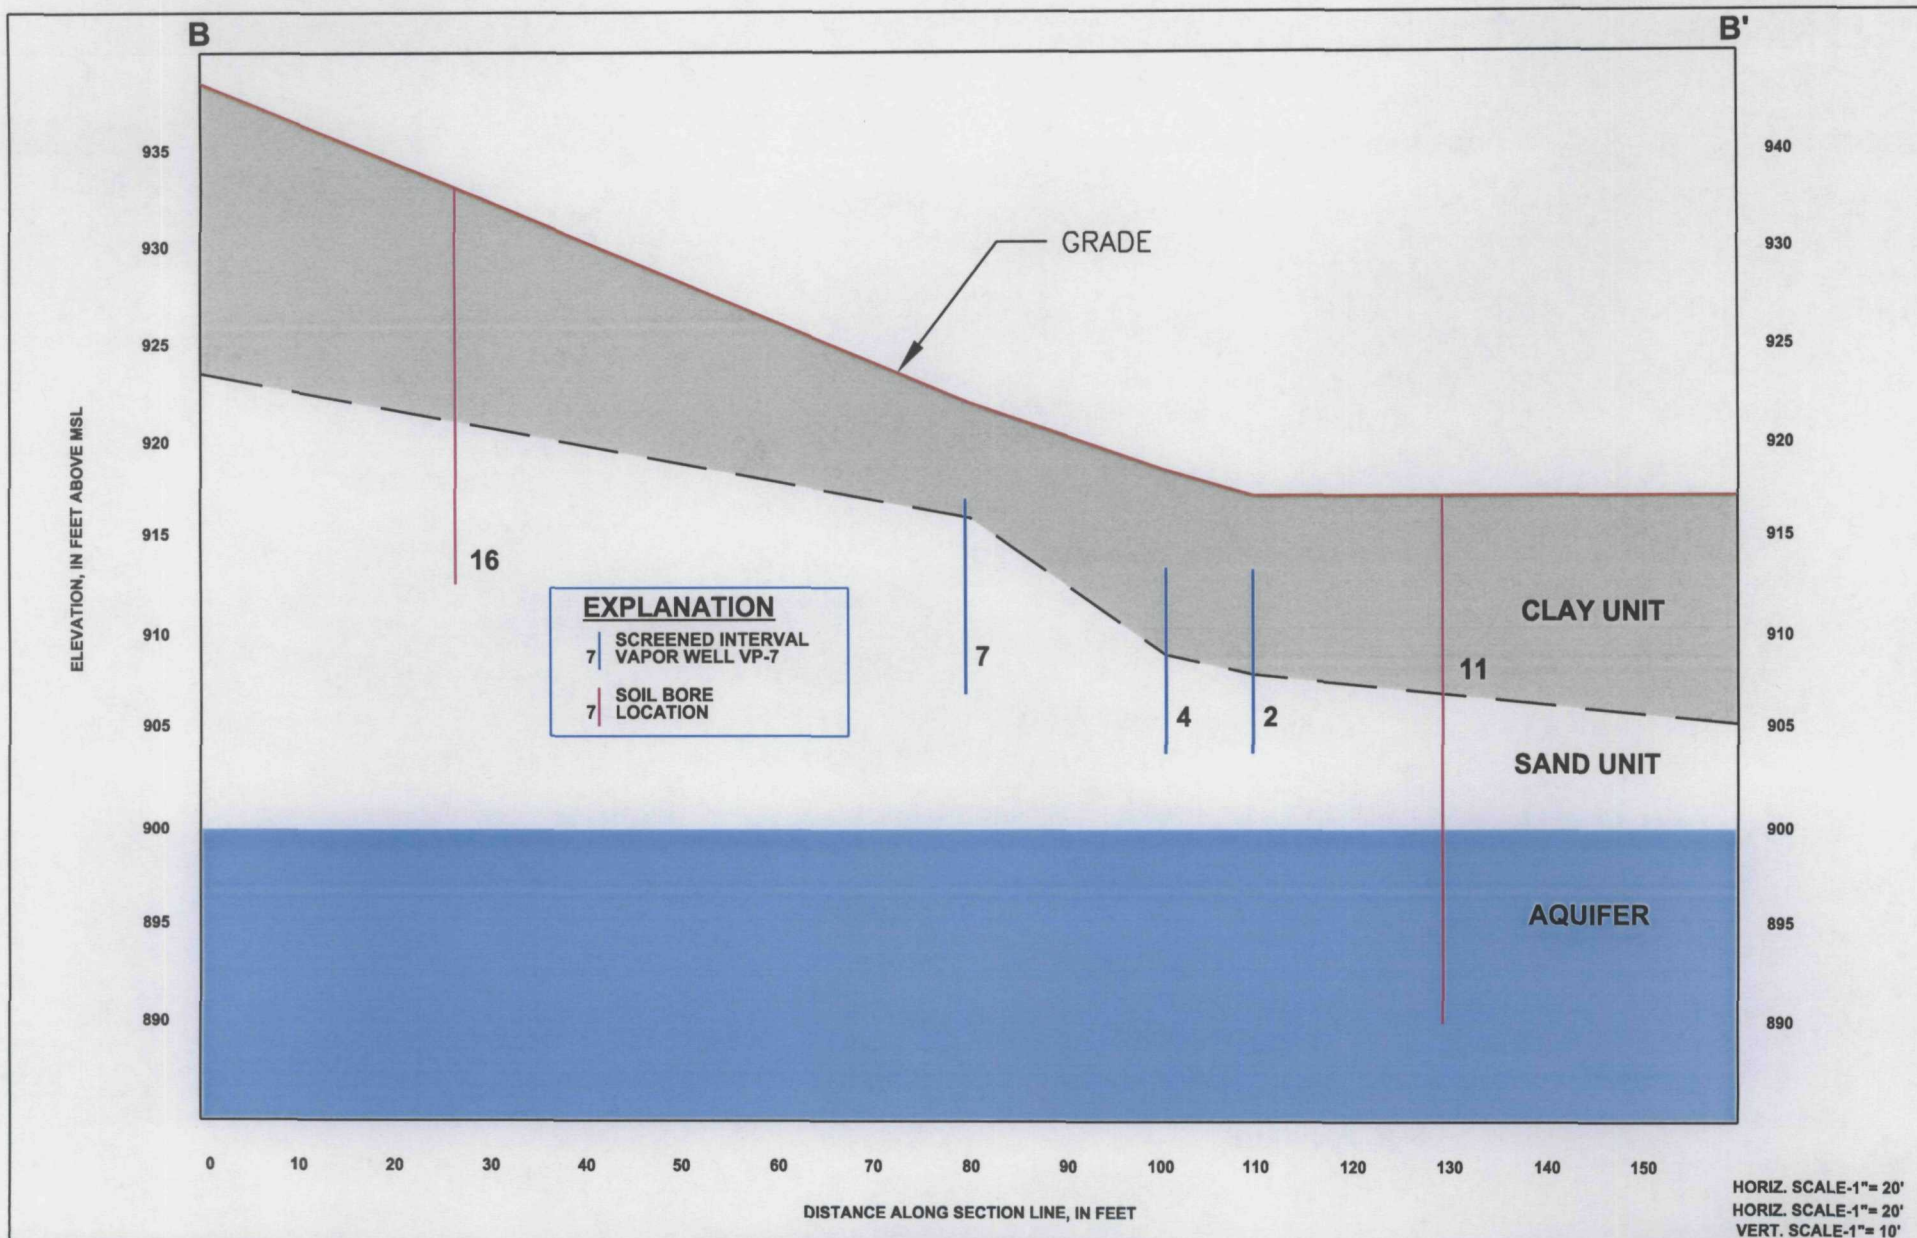 B
B'
935
940
930
930
GRADE
925
925
920
920
915
915
910
910
905
905
900
900
895
895
890
890
ELEVATION, IN FEET ABOVE MSL
16
7
4
2
11
EXPLANATION
7 SCREENED INTERVAL
VAPOR WELL VP-7
7 SOIL BORE
LOCATION
CLAY UNIT
SAND UNIT
AQUIFER
0 10 20 30 40 50 60 70 80 90 100 110 120 130 140 150
DISTANCE ALONG SECTION LINE, IN FEET
HORIZ. SCALE-1"= 20'
HORIZ. SCALE-1"= 20'
VERT. SCALE-1"= 10'